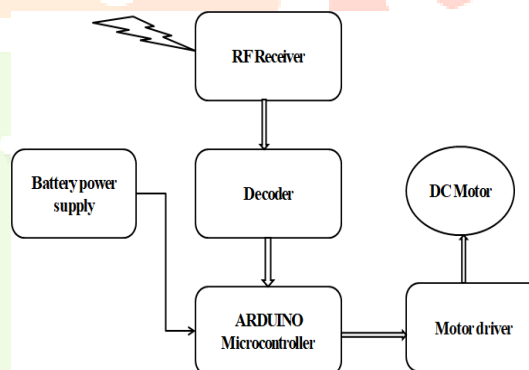 RF Receiver
Battery power
supply
Decoder
DC Motor
ARDUINO
Microcontroller
Motor driver